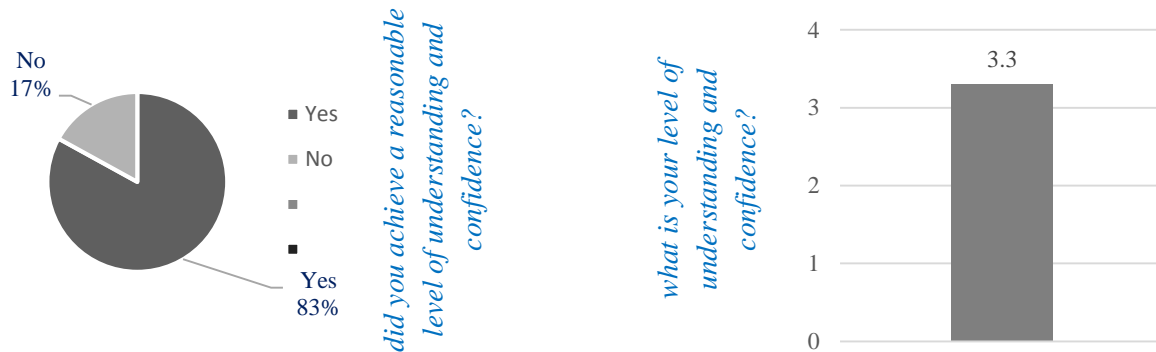 No
17%
Yes
No
Yes
83%
did you achieve a reasonable
level of understanding and
confidence?
what is your level of
understanding and
confidence?
4
3.3
3
2
1
0